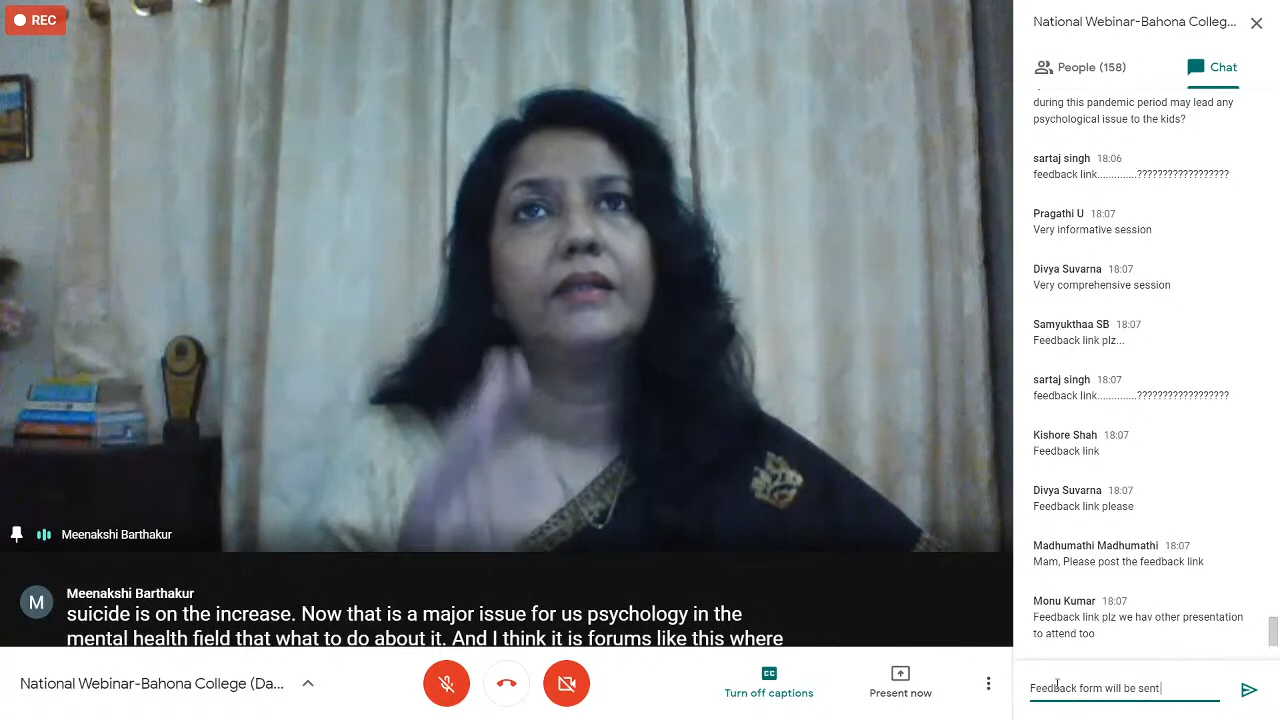 REC
Meenakshi Barthakur
M
Meenakshi Barthakur
suicide is on the increase. Now that is a major issue for us psychology in the
mental health field that what to do about it. And I think it is forums like this where
National Webinar-Bahona College (Da...
CC
Turn off captions
Present now
National Webinar-Bahona Colleg...
People (158)
Chat
during this pandemic period may lead any
psychological issue to the kids?
sartaj singh 18:06
feedback link.............??????????????????
Pragathi U 18:07
Very informative session
Divya Suvarna 18:07
Very comprehensive session
Samyukthaa SB 18:07
Feedback link plz...
sartaj singh 18:07
feedback link.............??????????????????
Kishore Shah 18:07
Feedback link
Divya Suvarna 18:07
Feedback link please
Madhumathi Madhumathi 18:07
Mam, Please post the feedback link
Monu Kumar 18:07
Feedback link plz we hav other presentation
to attend too
Feedback form will be sent